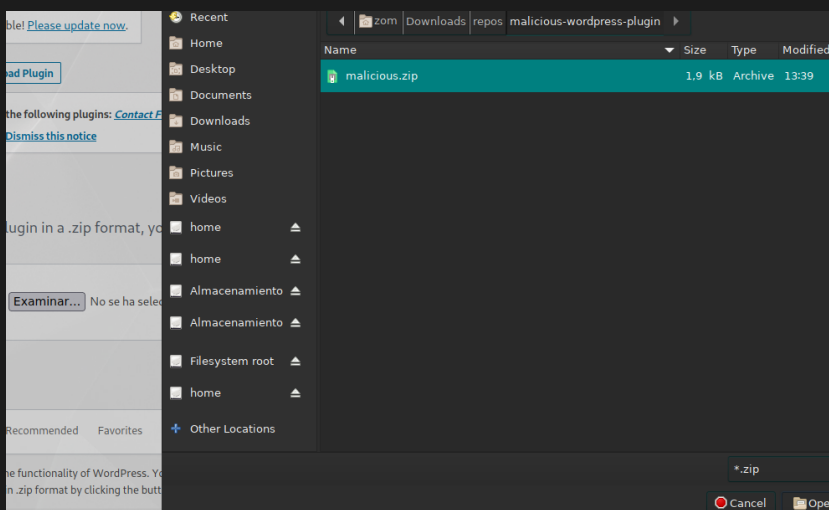 ble! Please update now.
oad Plugin
the following plugins: Contact F
Dismiss this notice
lugin in a .zip format, yo
Examinar... No se ha selec
Recommended Favorites
he functionality of WordPress. Yo
in .zip format by clicking the butt
Recent
Home
Desktop
Documents
Downloads
Music
Pictures
Videos
home
home
Almacenamiento
Almacenamiento
Filesystem root
home
Other Locations
zom Downloads repos malicious-wordpress-plugin
Name Size Type Modified
malicious.zip 1,9 kB Archive 13:39
*.zip
Cancel Ope